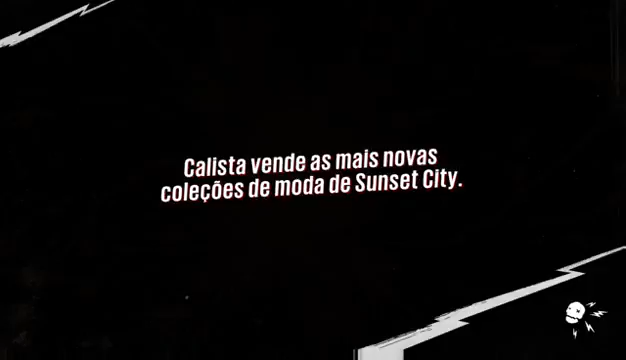 Calista vende as mais novas
coleções de moda de Sunset City.